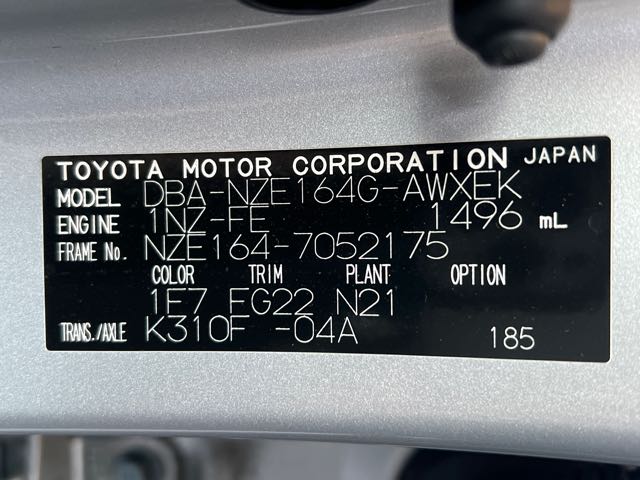 TOYOTA MOTOR CORPORATION JAPAN
MODEL DBA-NZE164G-AWXEK
ENGINE 1NZ-FE 1496 mL
FRAME No. NZE164-7052175
COLOR TRIM PLANT OPTION
1F7 FG22 N21
TRANS./AXLE K310F -04A 185